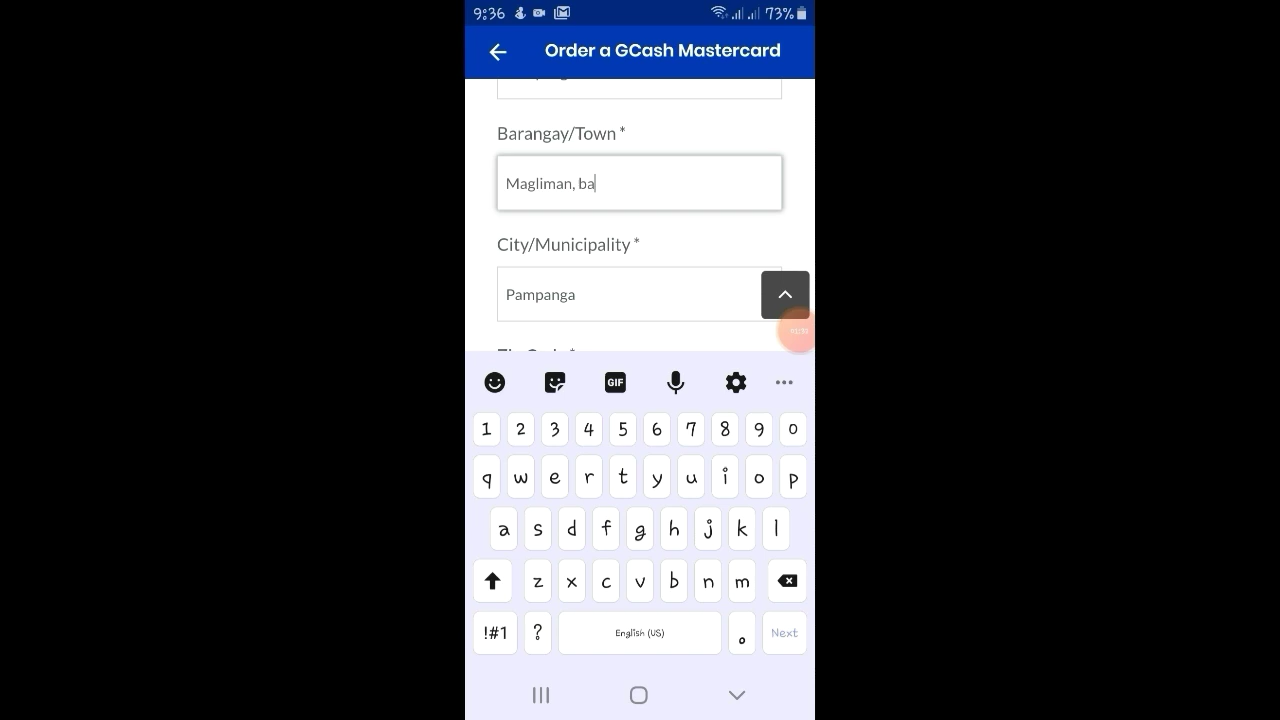 9:36 73%
Order a GCash Mastercard
Barangay/Town *
Magliman, ba
City/Municipality *
Pampanga
GIF
1 2 3 4 5 6 7 8 9 0
q w e r t y u i o p
a s d f g h j k l
z x c v b n m
!#1 ? English (US) . Next